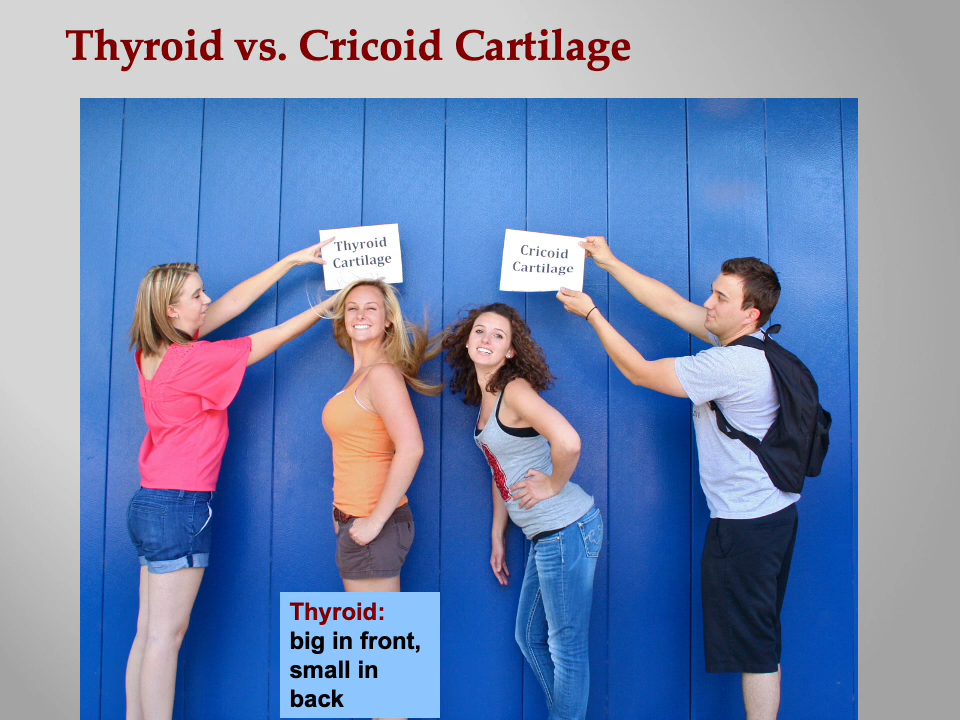 Thyroid vs. Cricoid Cartilage
Thyroid
Cartilage
Cricoid
Cartilage
Thyroid:
big in front,
small in
back